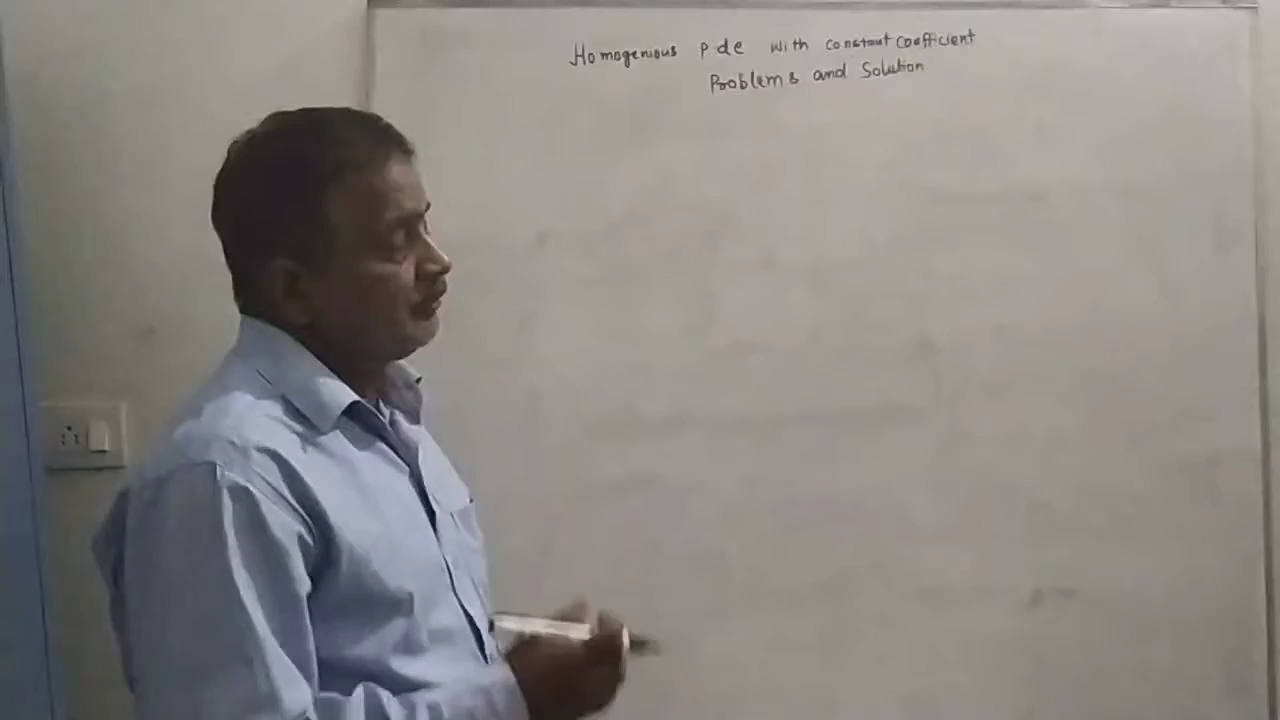 Homogenious pde with constant coefficient
Problems and Solution